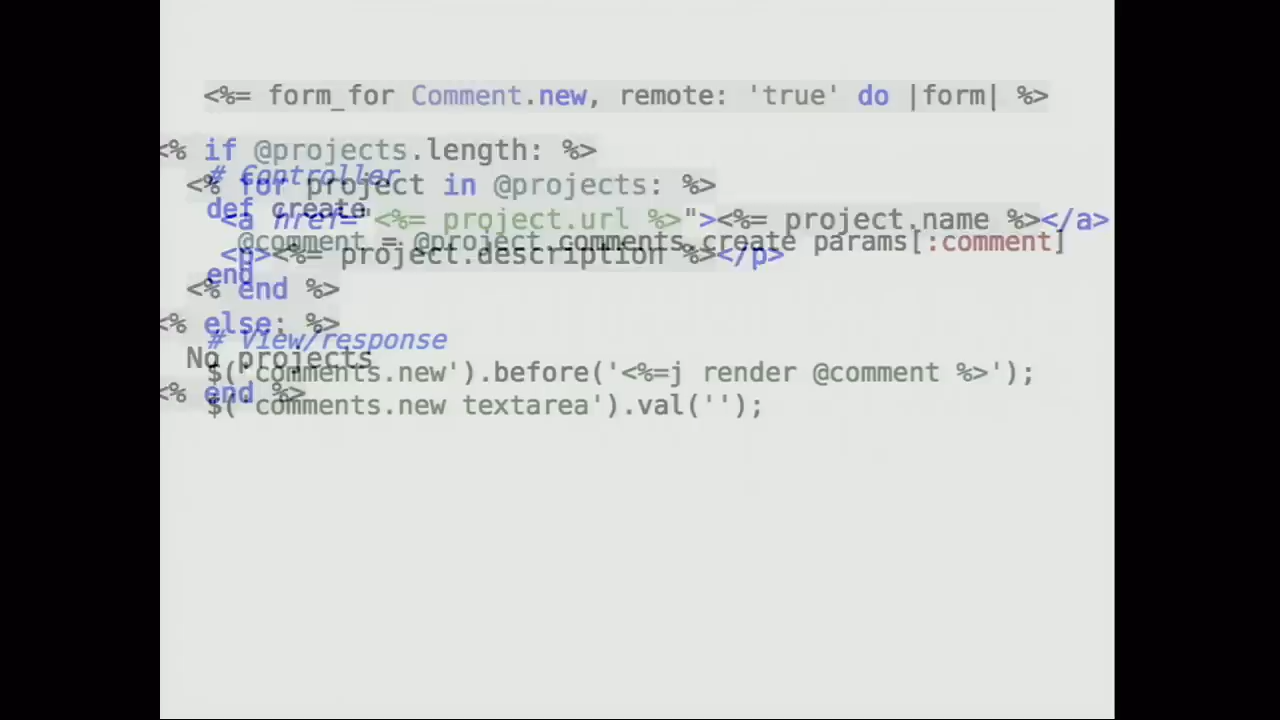 <%= form_for Comment.new, remote: 'true' do |form| %>
<% if @projects.length: %>
# Controller
<% for project in @projects: %>
def create
<a href="<%= project.url %>"><%= project.name %></a>
@comment = @project.comments.create params[:comment]
<p><%= project.description %></p>
end
<% end %>
<% else: %>
# View/response
No projects
$('comments.new').before('<%=j render @comment %>');
<% end %>
$('comments.new textarea').val('');